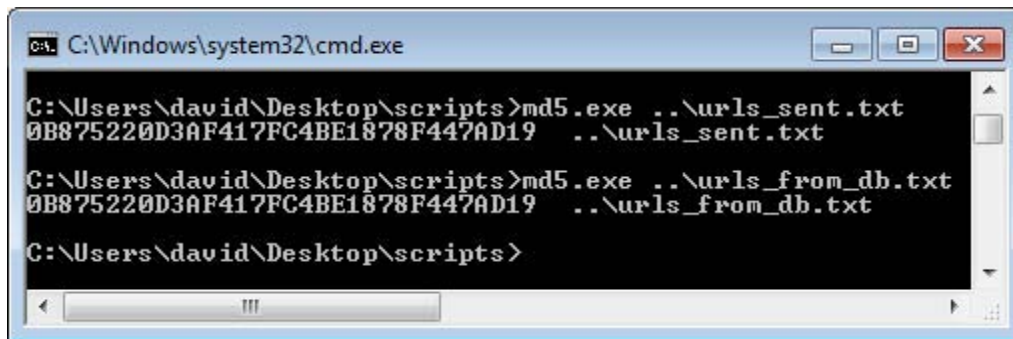 C:\Windows\system32\cmd.exe
C:\Users\david\Desktop\scripts>md5.exe ..\urls_sent.txt
0B875220D3AF417FC4BE1878F447AD19  ..\urls_sent.txt
C:\Users\david\Desktop\scripts>md5.exe ..\urls_from_db.txt
0B875220D3AF417FC4BE1878F447AD19  ..\urls_from_db.txt
C:\Users\david\Desktop\scripts>